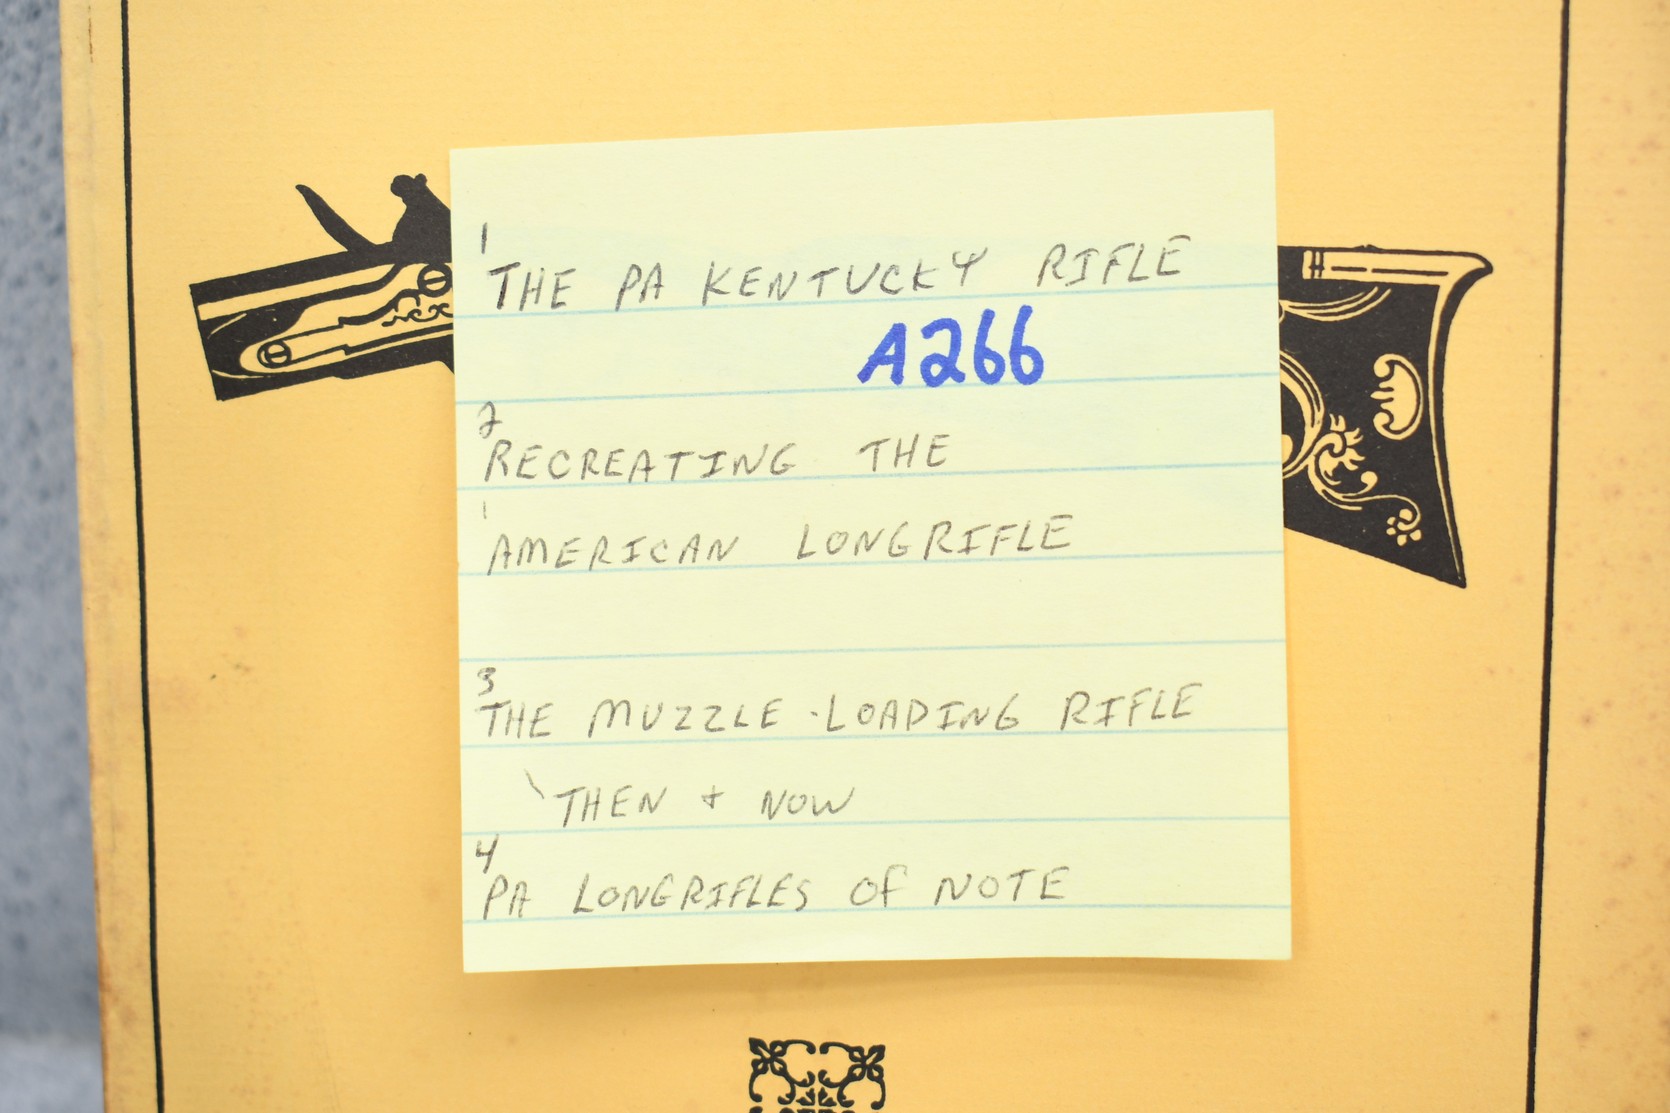 1
THE PA KENTUCKY RIFLE
A266
2
RECREATING THE
AMERICAN LONGRIFLE
3
THE MUZZLE-LOADING RIFLE
THEN + NOW
4
PA LONGRIFLES OF NOTE